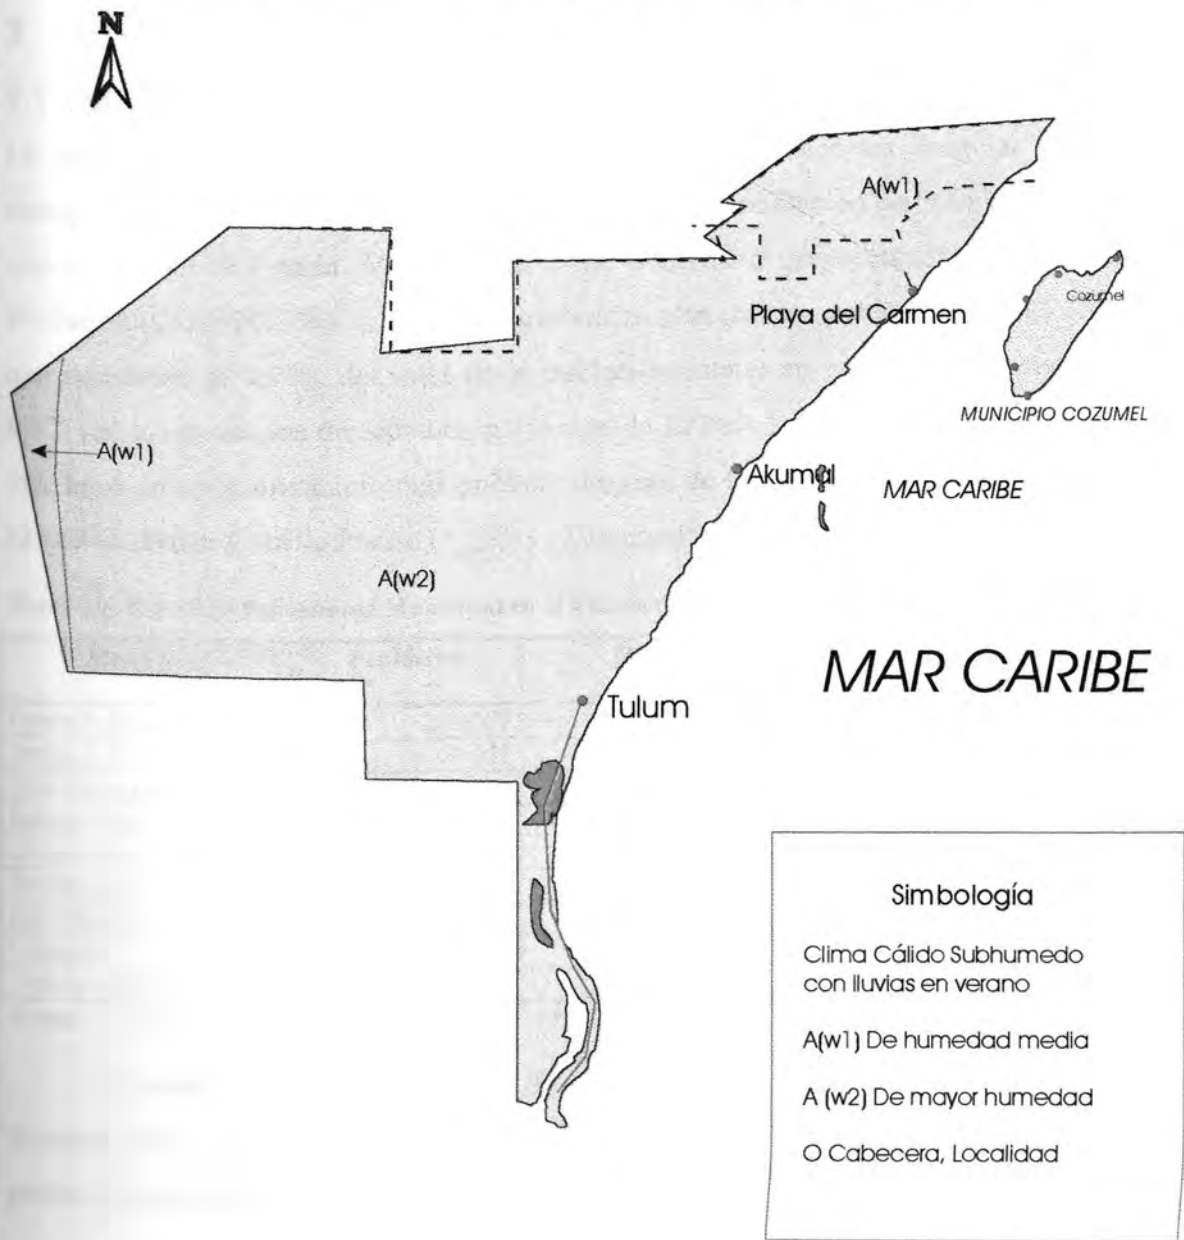 N
A(w1)
Cozumel
Playa del Carmen
MUNICIPIO COZUMEL
A(w1)
Akumal
MAR CARIBE
A(w2)
MAR CARIBE
Tulum
Simbología
Clima Cálido Subhumedo
con lluvias en verano
A(w1) De humedad media
A (w2) De mayor humedad
O Cabecera, Localidad